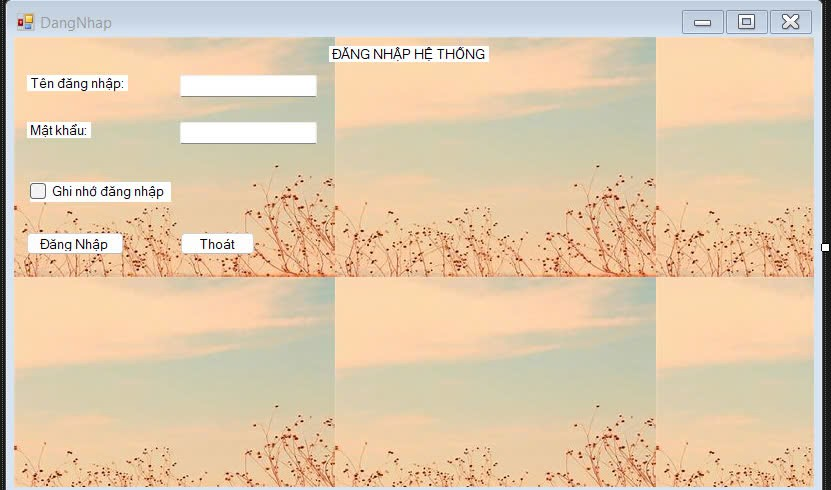 DangNhap
ĐĂNG NHẬP HỆ THỐNG
Tên đăng nhập:
Mật khẩu:
Ghi nhớ đăng nhập
Đăng Nhập
Thoát